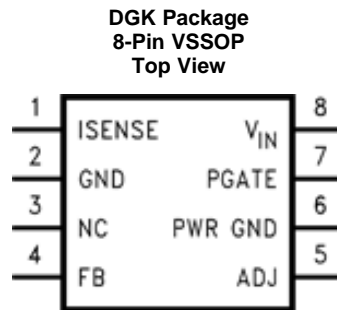 DGK Package
8-Pin VSSOP
Top View
1 ISENSE VIN 8
2 GND PGATE 7
3 NC PWR GND 6
4 FB ADJ 5